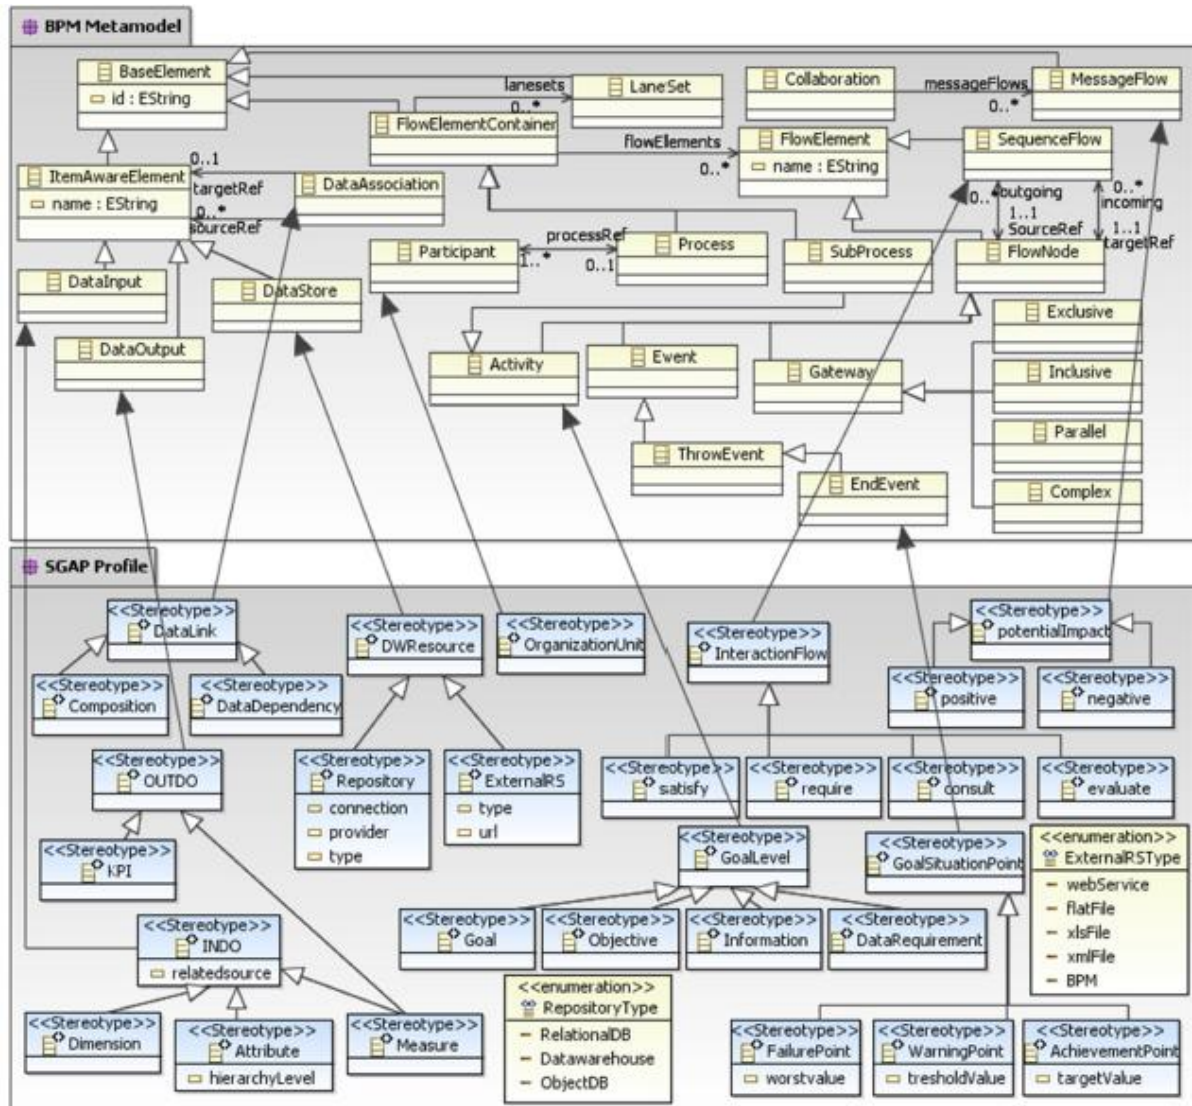 BPM Metamodel
BaseElement
id : EString
lanesets
0..*
LaneSet
Collaboration
messageFlows
0..*
MessageFlow
FlowElementContainer
flowElements
0..*
FlowElement
name : EString
SequenceFlow
ItemAwareElement
name : EString
0..1
targetRef
0..*
sourceRef
DataAssociation
0..*
outgoing
1..1
SourceRef
0..*
incoming
1..1
targetRef
Participant
processRef
1..*
0..1
Process
SubProcess
FlowNode
DataInput
DataStore
DataOutput
Activity
Event
Gateway
Exclusive
Inclusive
Parallel
Complex
ThrowEvent
EndEvent
SGAP Profile
<<Stereotype>>
DataLink
<<Stereotype>>
DWResource
<<Stereotype>>
OrganizationUnit
<<Stereotype>>
InteractionFlow
<<Stereotype>>
potentialImpact
<<Stereotype>>
Composition
<<Stereotype>>
DataDependency
<<Stereotype>>
positive
<<Stereotype>>
negative
<<Stereotype>>
OUTDO
<<Stereotype>>
Repository
connection
provider
type
<<Stereotype>>
ExternalRS
type
url
<<Stereotype>>
satisfy
<<Stereotype>>
require
<<Stereotype>>
consult
<<Stereotype>>
evaluate
<<Stereotype>>
KPI
<<Stereotype>>
GoalLevel
<<Stereotype>>
GoalSituationPoint
<<enumeration>>
ExternalRSType
webService
flatFile
xlsFile
xmlFile
BPM
<<Stereotype>>
INDO
relatedsource
<<Stereotype>>
Goal
<<Stereotype>>
Objective
<<Stereotype>>
Information
<<Stereotype>>
DataRequirement
<<enumeration>>
RepositoryType
RelationalDB
Datawarehouse
ObjectDB
<<Stereotype>>
Dimension
<<Stereotype>>
Attribute
hierarchyLevel
<<Stereotype>>
Measure
<<Stereotype>>
FailurePoint
worstvalue
<<Stereotype>>
WarningPoint
tresholdValue
<<Stereotype>>
AchievementPoint
targetValue